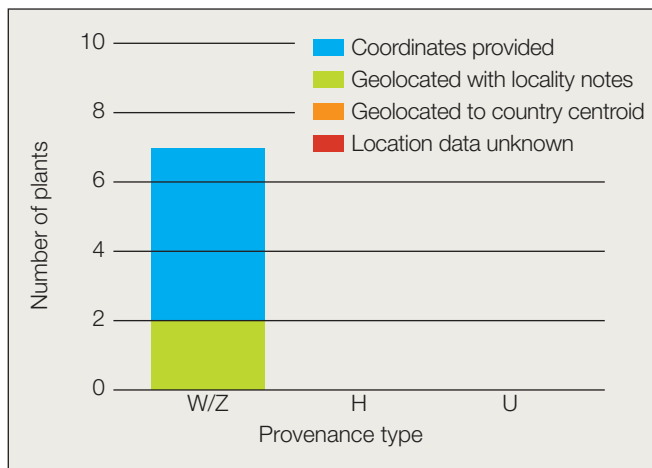 10
8
6
4
2
0
Number of plants
Coordinates provided
Geolocated with locality notes
Geolocated to country centroid
Location data unknown
W/Z H U
Provenance type